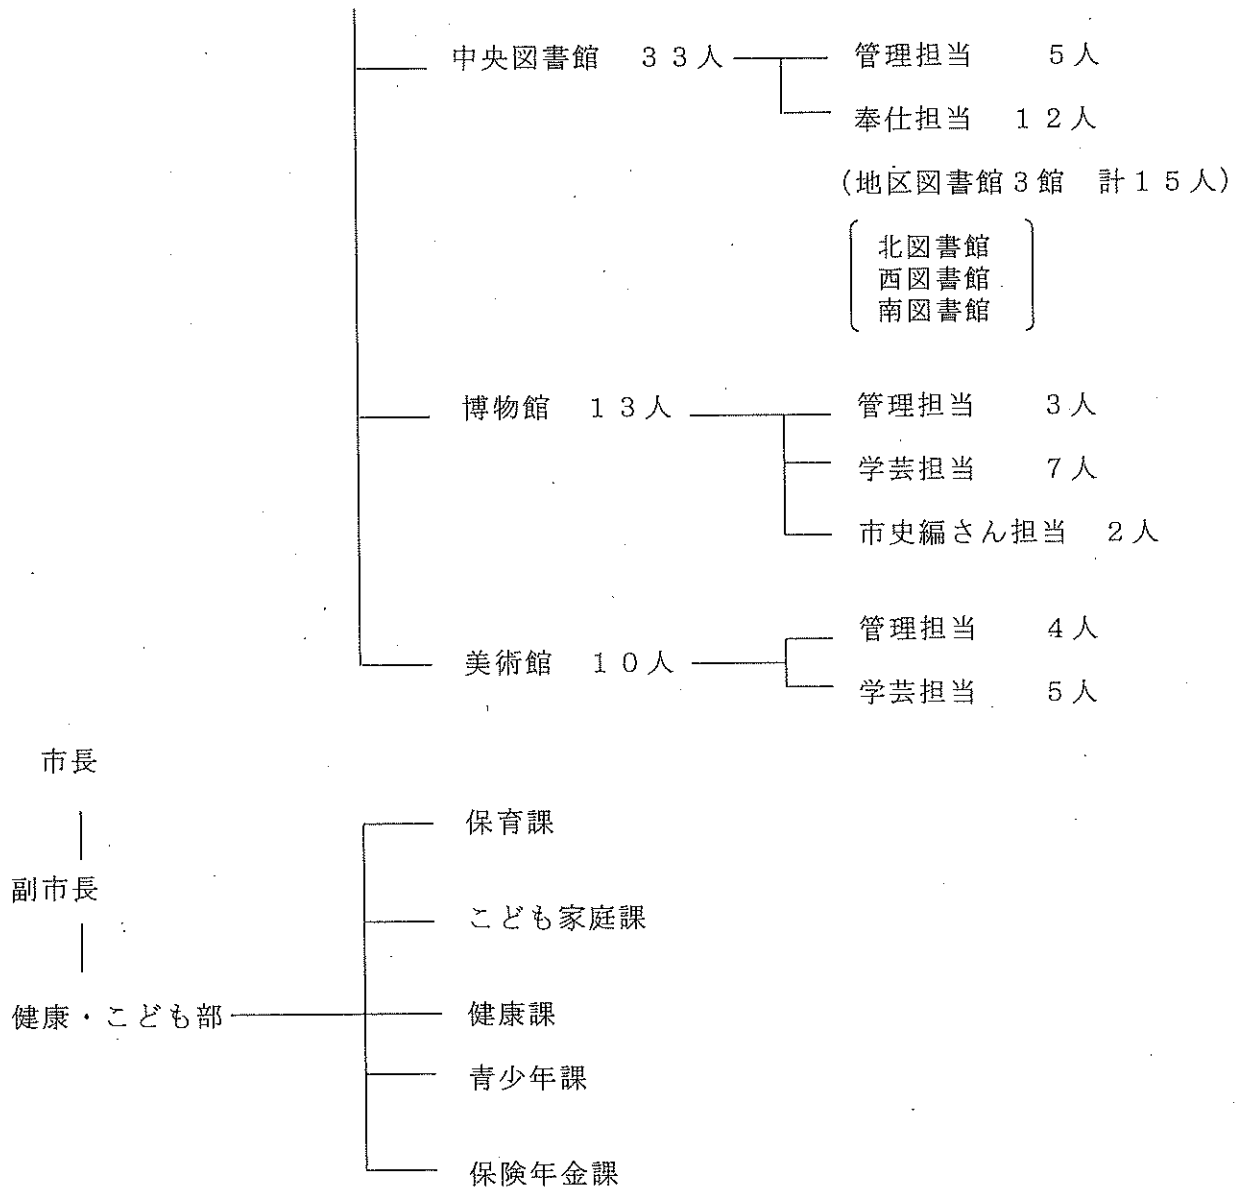 中央図書館　３３人　管理担当　５人
奉仕担当　１２人
(地区図書館３館　計１５人)
北図書館
西図書館
南図書館
博物館　１３人　管理担当　３人
学芸担当　７人
市史編さん担当　２人
美術館　１０人　管理担当　４人
学芸担当　５人
市長
副市長
健康・こども部
保育課
こども家庭課
健康課
青少年課
保険年金課